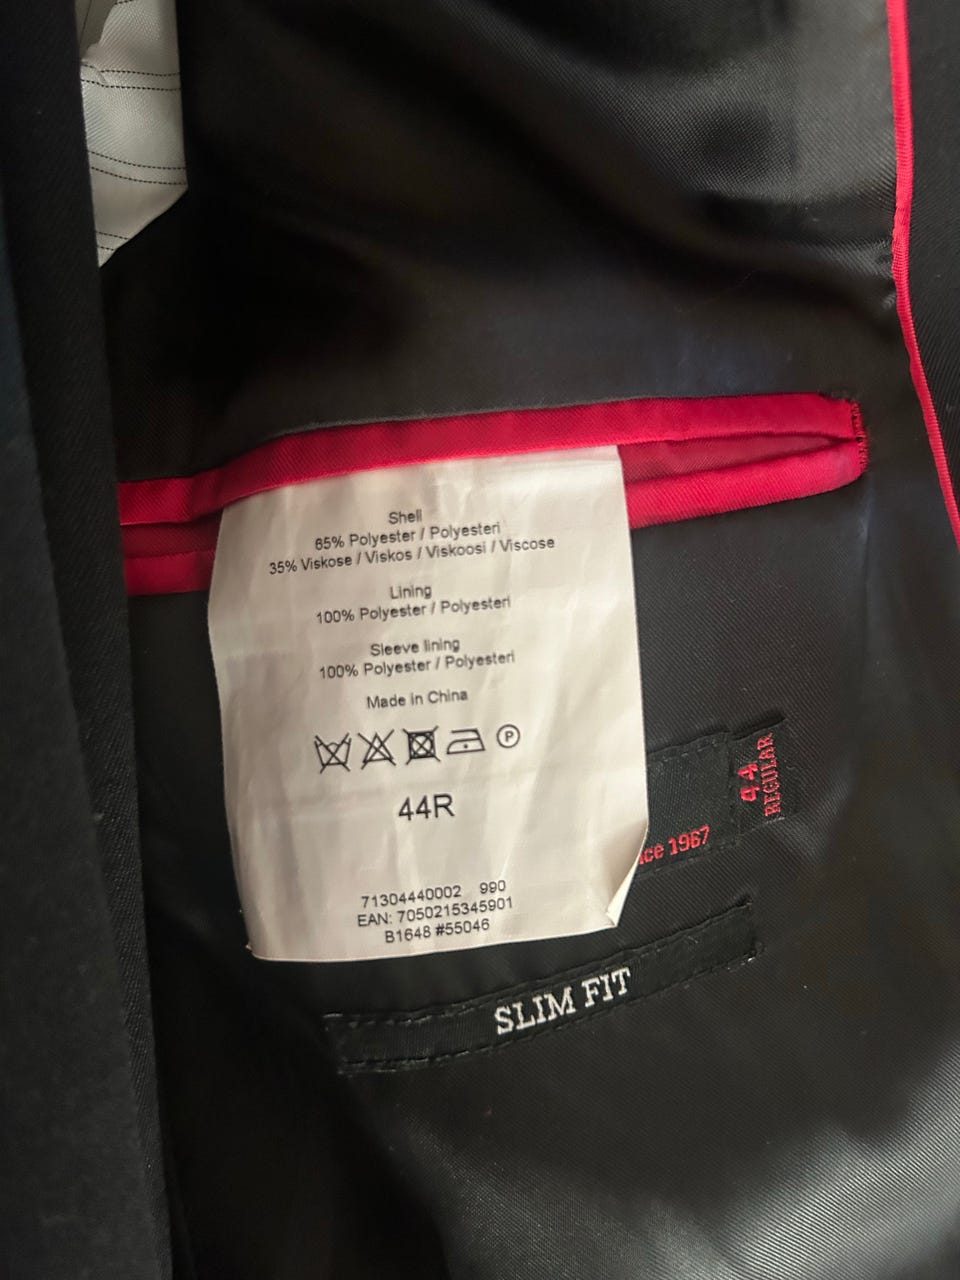 Shell
65% Polyester / Polyesteri
35% Viskose / Viskos / Viskoosi / Viscose
Lining
100% Polyester / Polyesteri
Sleeve lining
100% Polyester / Polyesteri
Made in China
P
44R
71304440002 990
EAN: 7050215345901
B1648 #55046
44
REGULAR
1967
SLIM FIT